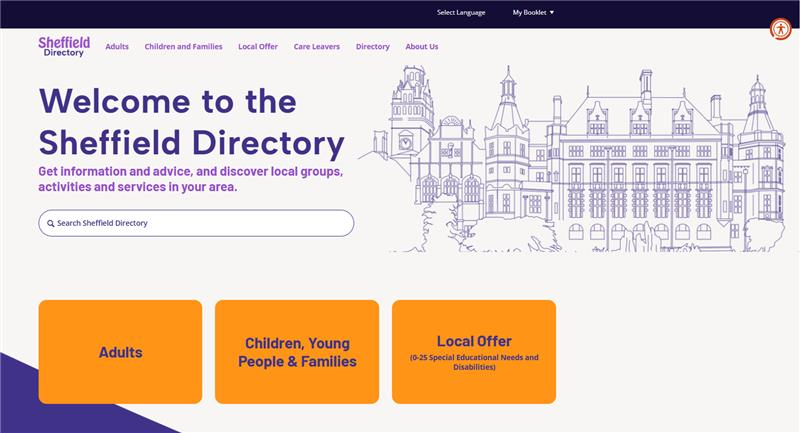 Select Language
My Booklet
Sheffield
Directory
Adults
Children and Families
Local Offer
Care Leavers
Directory
About Us
Welcome to the
Sheffield Directory
Get information and advice, and discover local groups,
activities and services in your area.
Search Sheffield Directory
Adults
Children, Young
People & Families
Local Offer
(0-25 Special Educational Needs and
Disabilities)